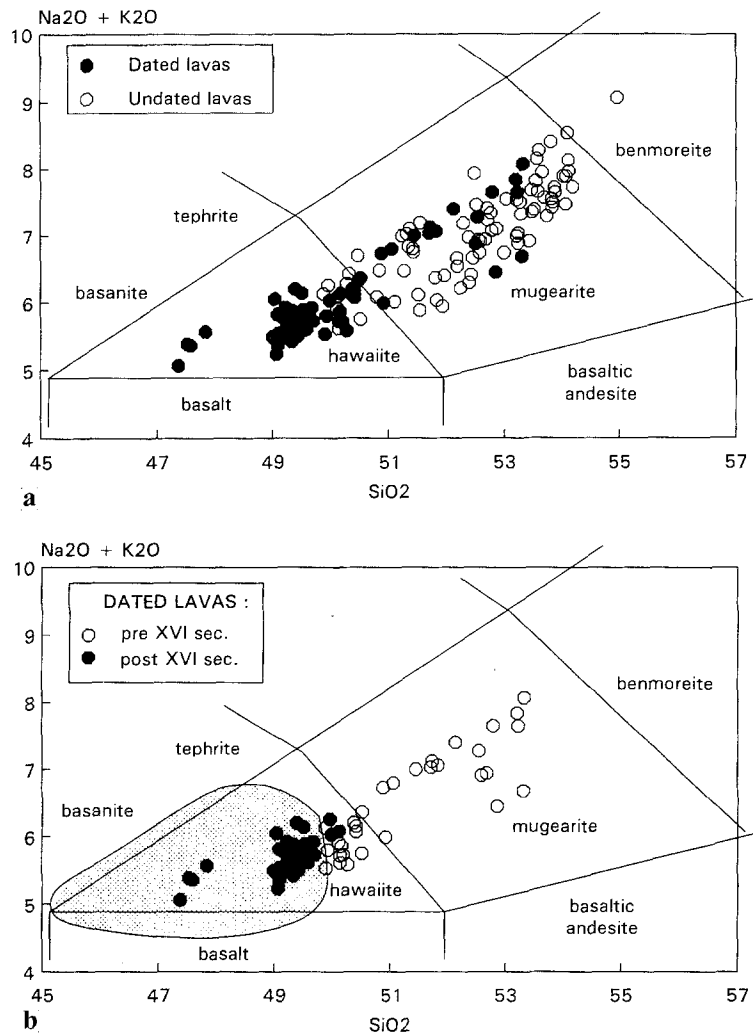 Na2O + K2O
10
● Dated lavas
○ Undated lavas
9
8
benmoreite
7
tephrite
6
basanite
mugearite
5
hawaiite
basalt
basaltic
andesite
4
45 47 49 51 53 55 57
a
SiO2
Na2O + K2O
10
DATED LAVAS :
○ pre XVI sec.
● post XVI sec.
9
8
benmoreite
7
tephrite
6
basanite
mugearite
5
hawaiite
basalt
basaltic
andesite
4
45 47 49 51 53 55 57
b
SiO2